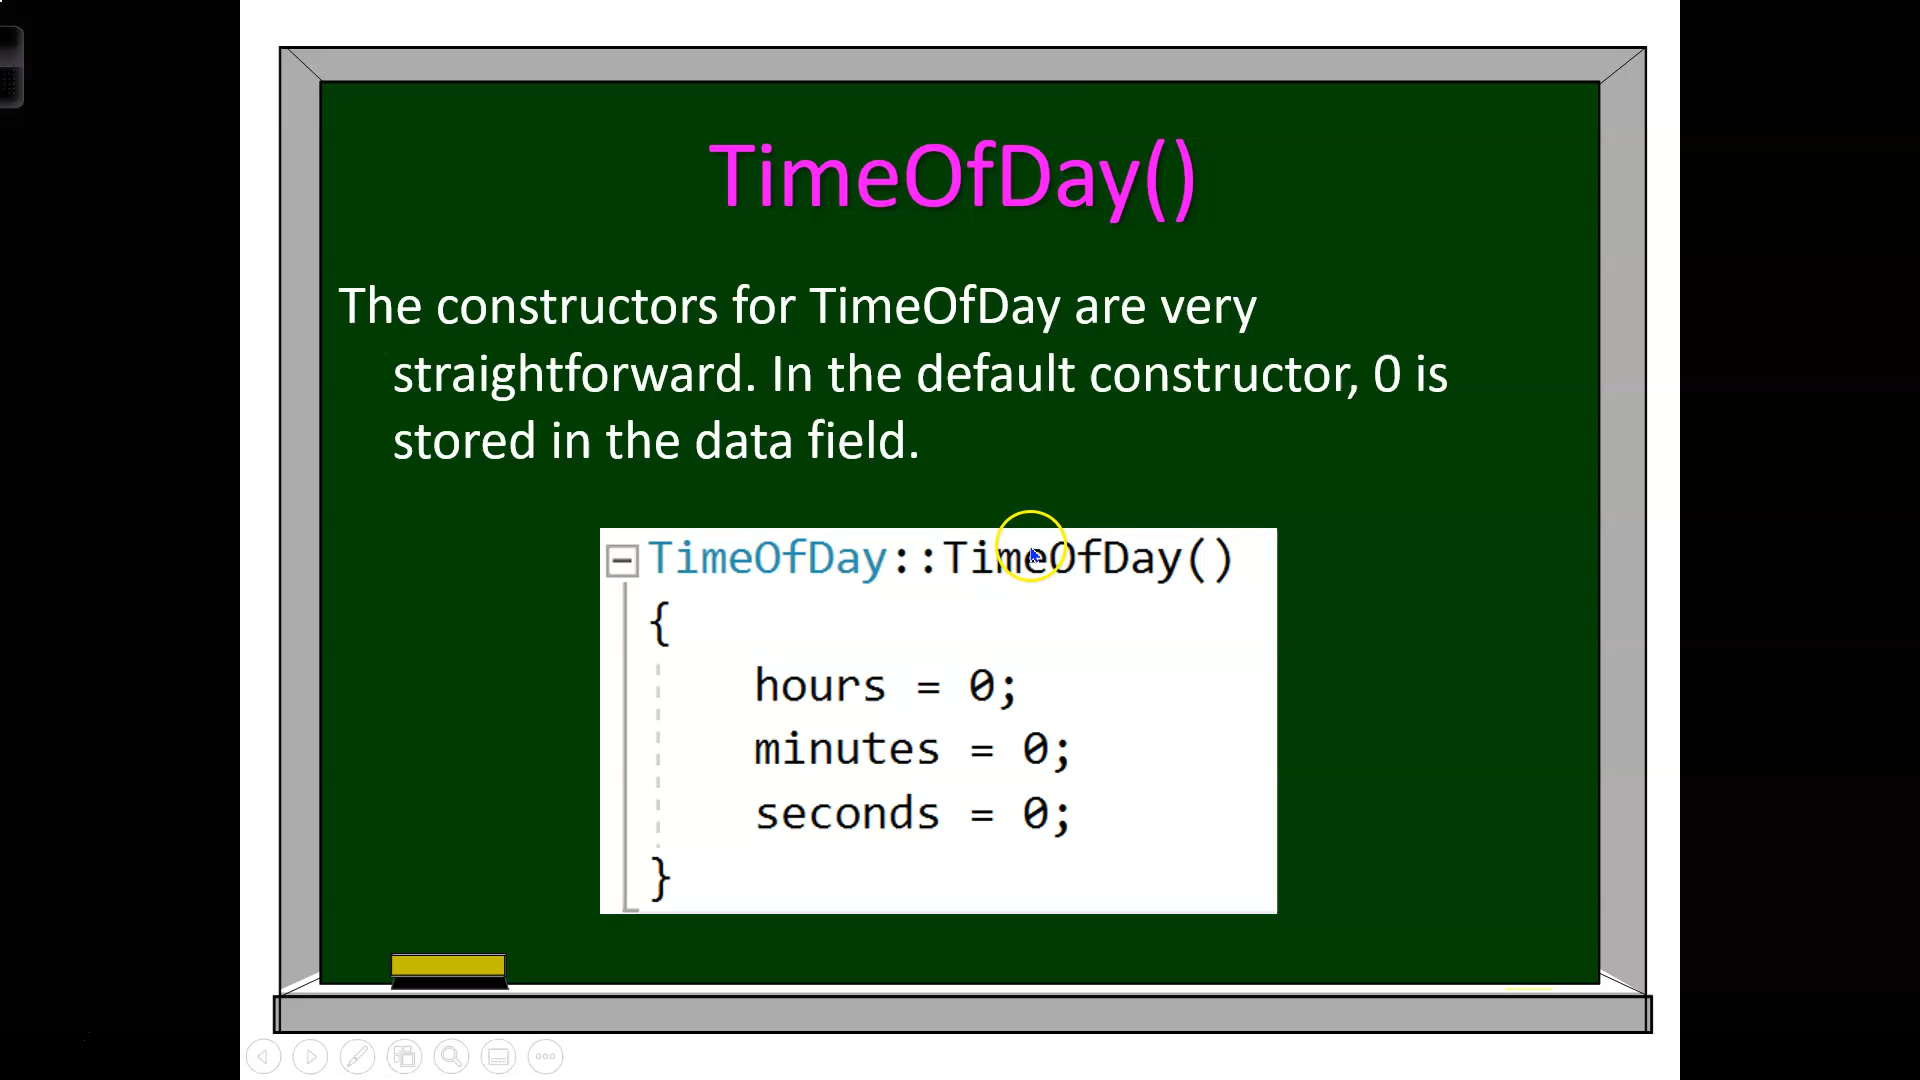 TimeOfDay()
The constructors for TimeOfDay are very
straightforward. In the default constructor, 0 is
stored in the data field.
TimeOfDay::TimeOfDay()
{
hours = 0;
minutes = 0;
seconds = 0;
}